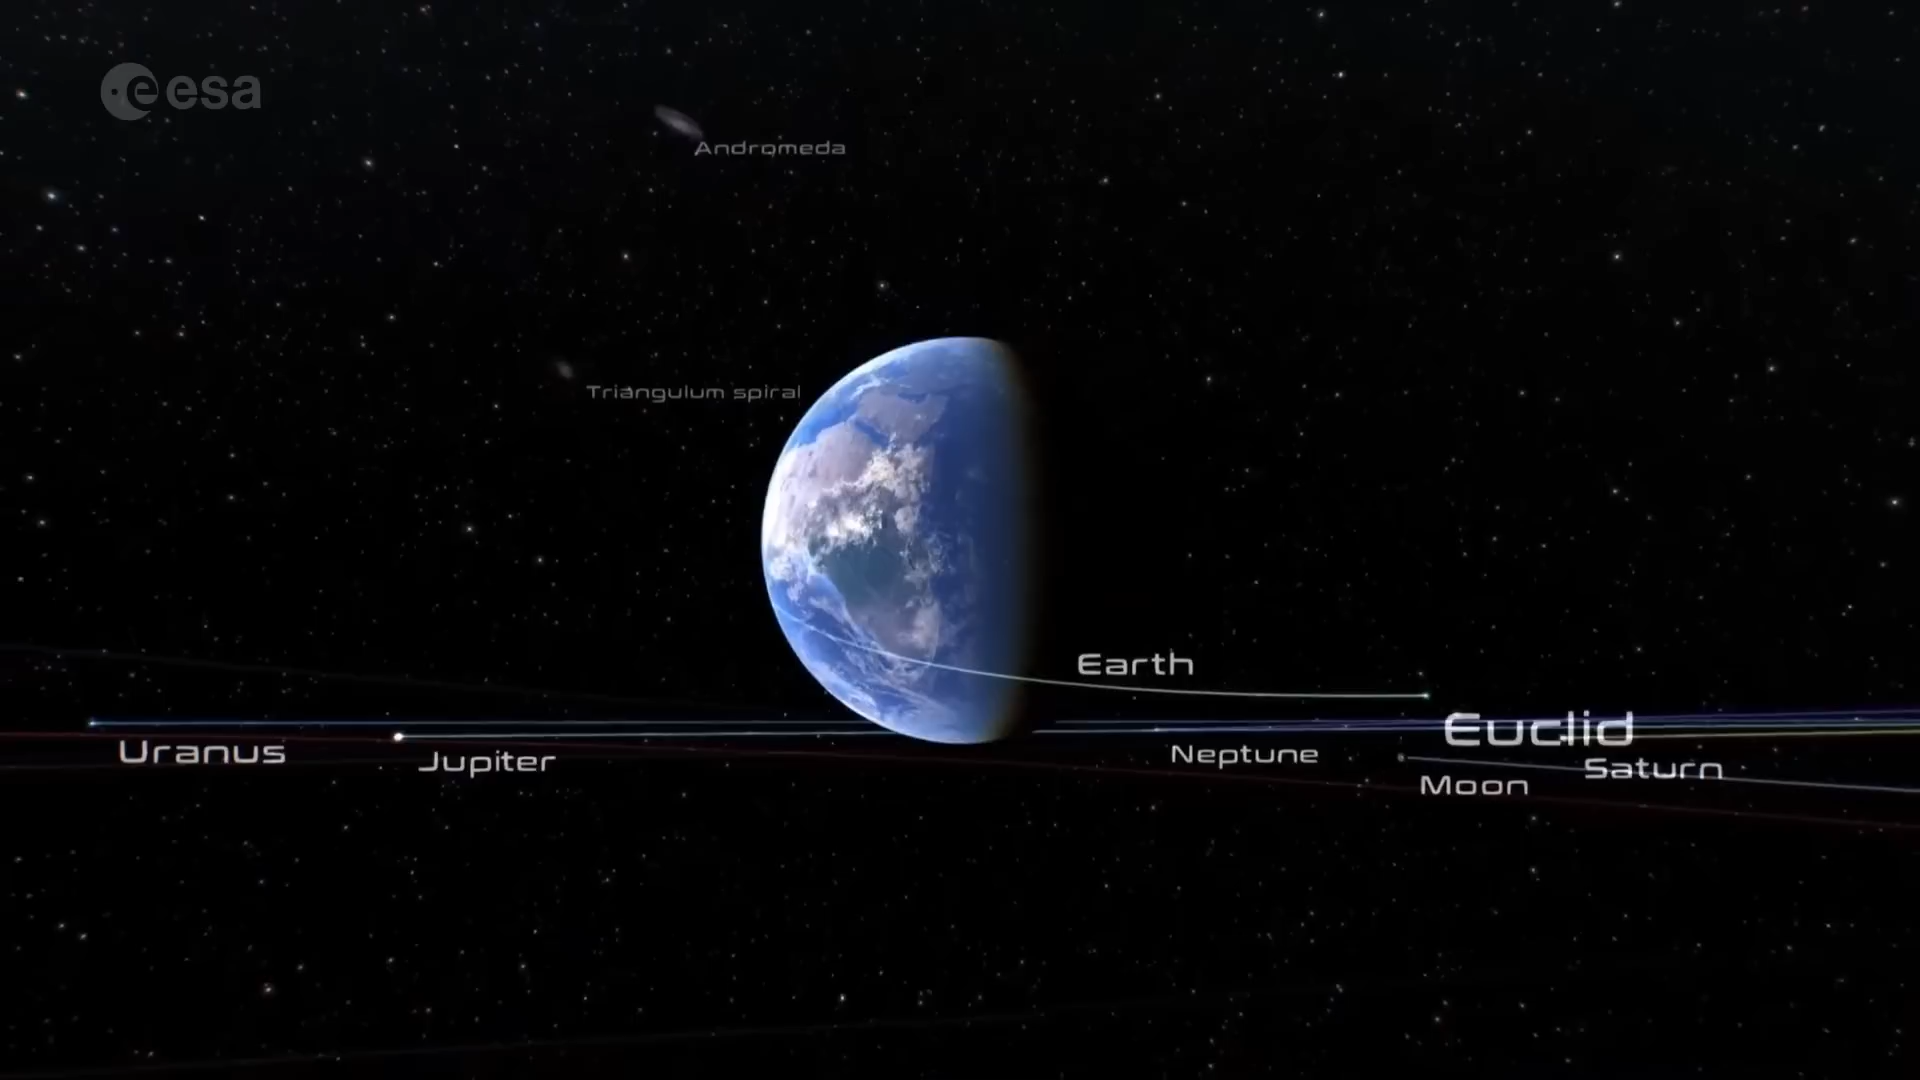 esa
Andromeda
Triangulum spiral
Earth
Euclid
Uranus
Jupiter
Neptune
Saturn
Moon